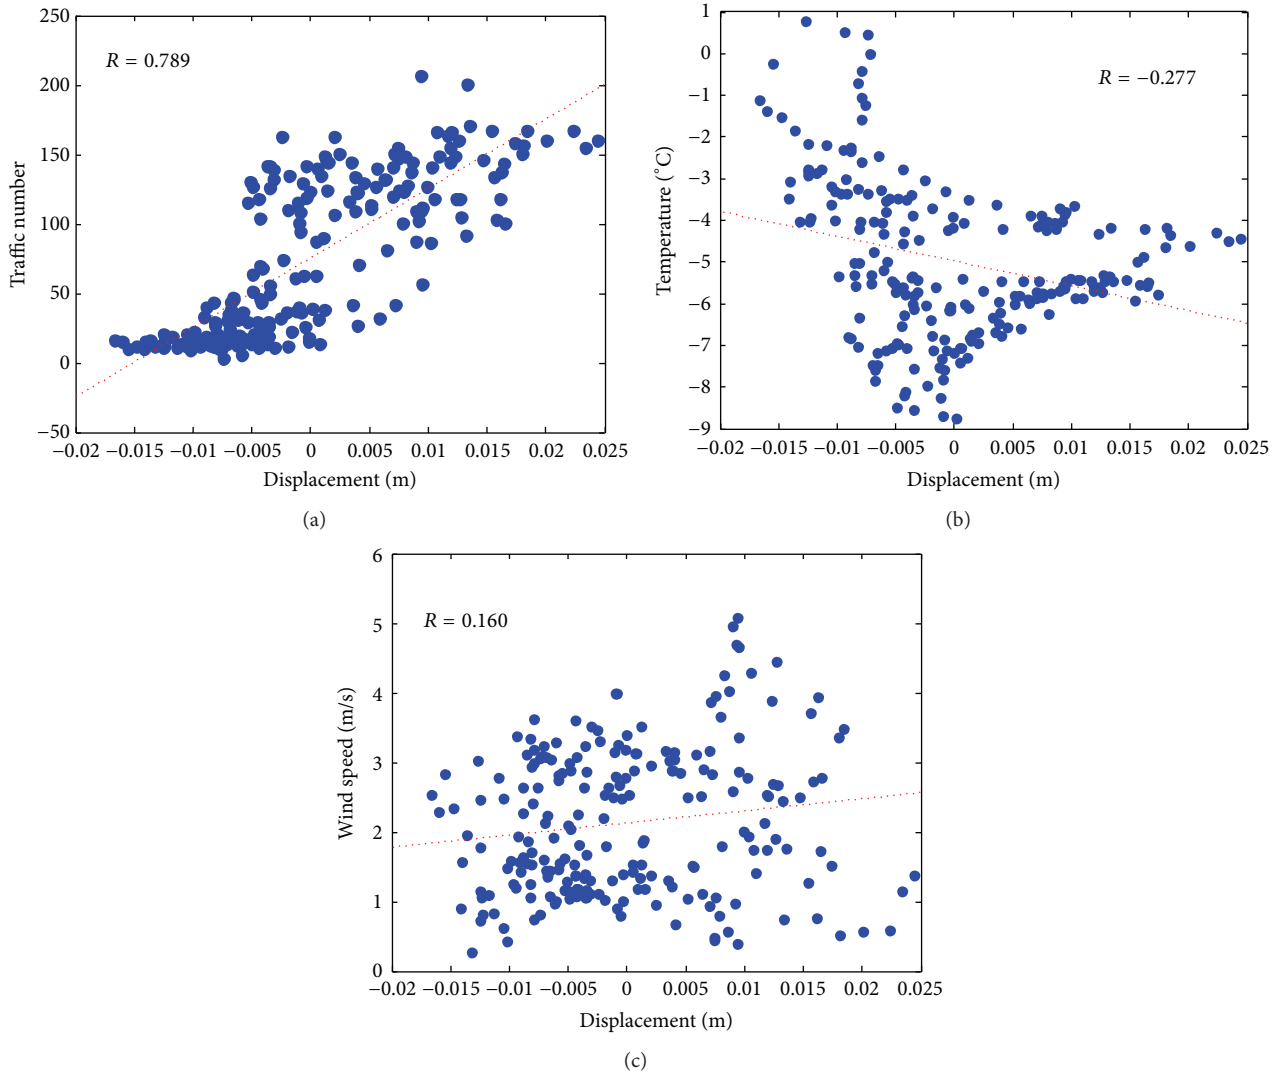 250
200
150
100
50
0
−50
Traffic number
R = 0.789
−0.02 −0.015 −0.01 −0.005 0 0.005 0.01 0.015 0.02 0.025
Displacement (m)
(a)
1
0
−1
−2
−3
−4
−5
−6
−7
−8
−9
Temperature (°C)
R = −0.277
−0.02 −0.015 −0.01 −0.005 0 0.005 0.01 0.015 0.02 0.025
Displacement (m)
(b)
6
5
4
3
2
1
0
Wind speed (m/s)
R = 0.160
−0.02 −0.015 −0.01 −0.005 0 0.005 0.01 0.015 0.02 0.025
Displacement (m)
(c)